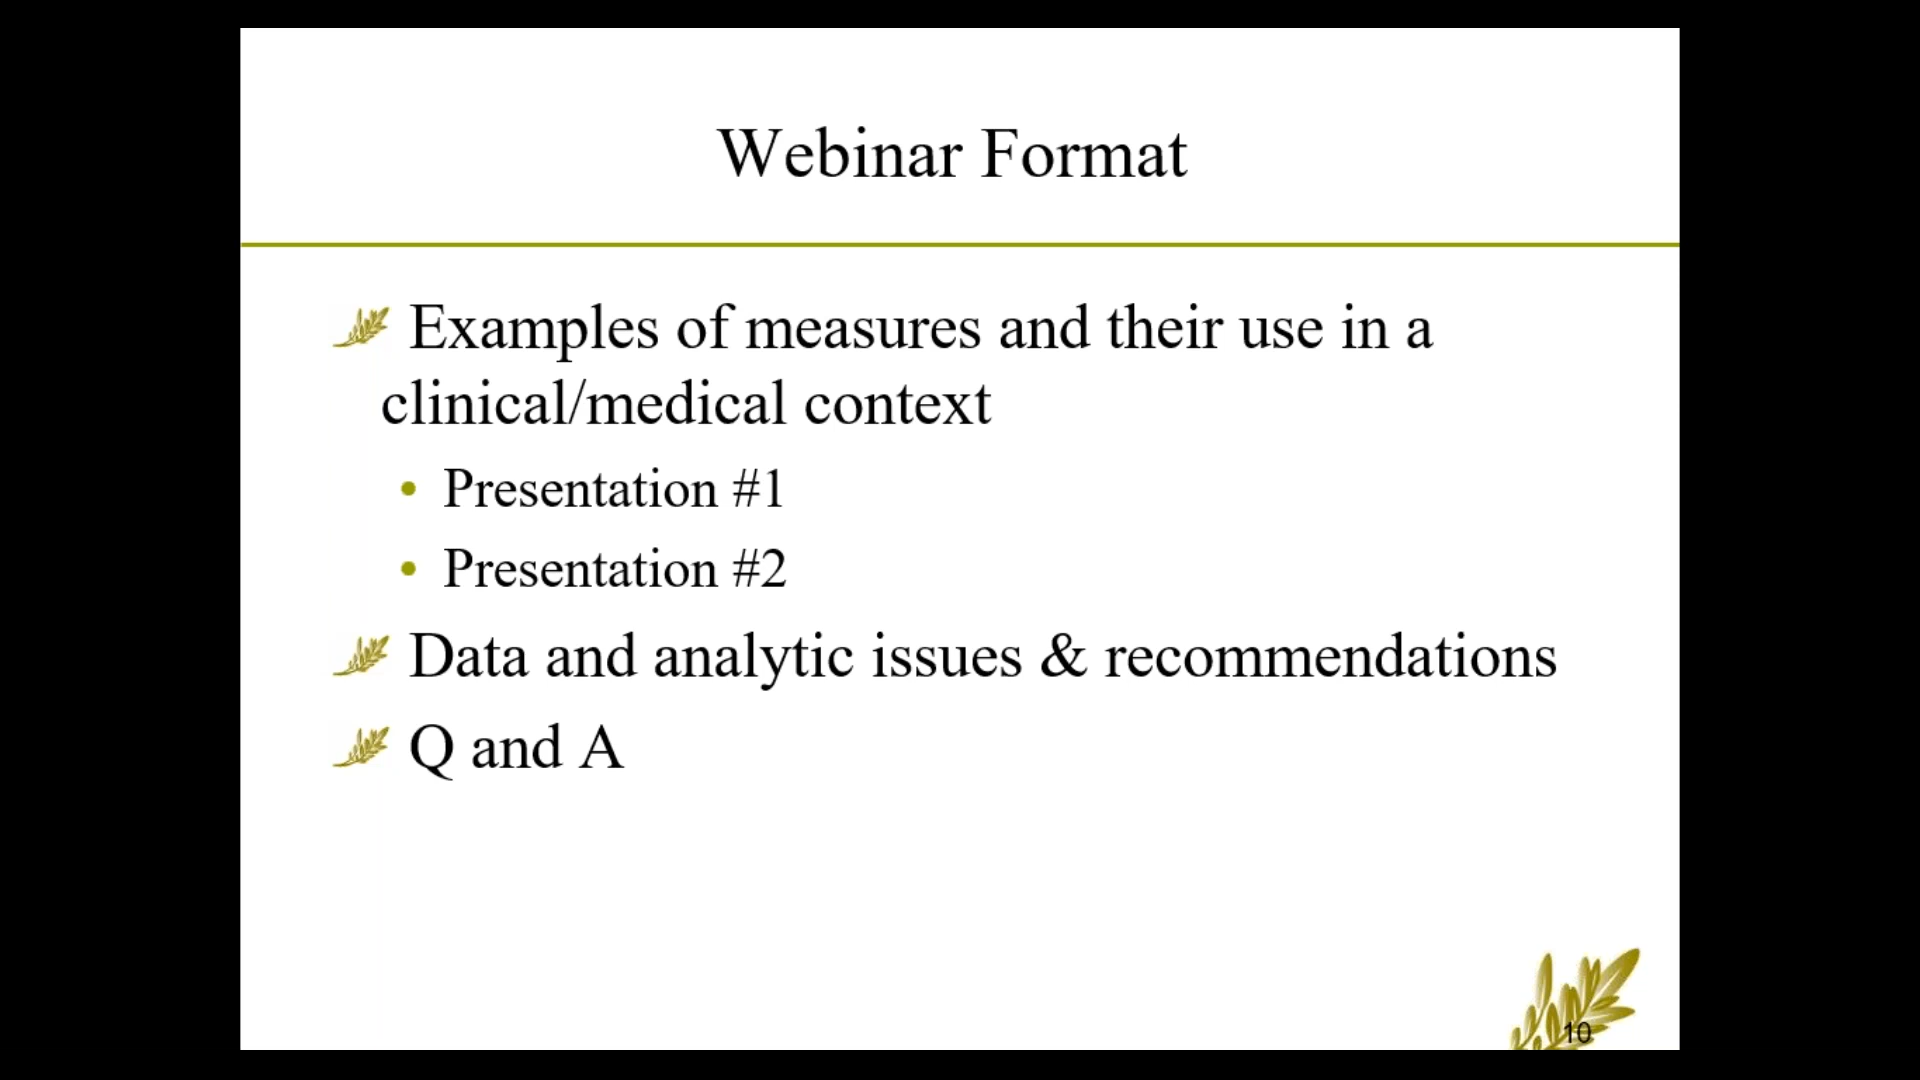 Webinar Format
Examples of measures and their use in a
clinical/medical context
• Presentation #1
• Presentation #2
Data and analytic issues & recommendations
Q and A
10